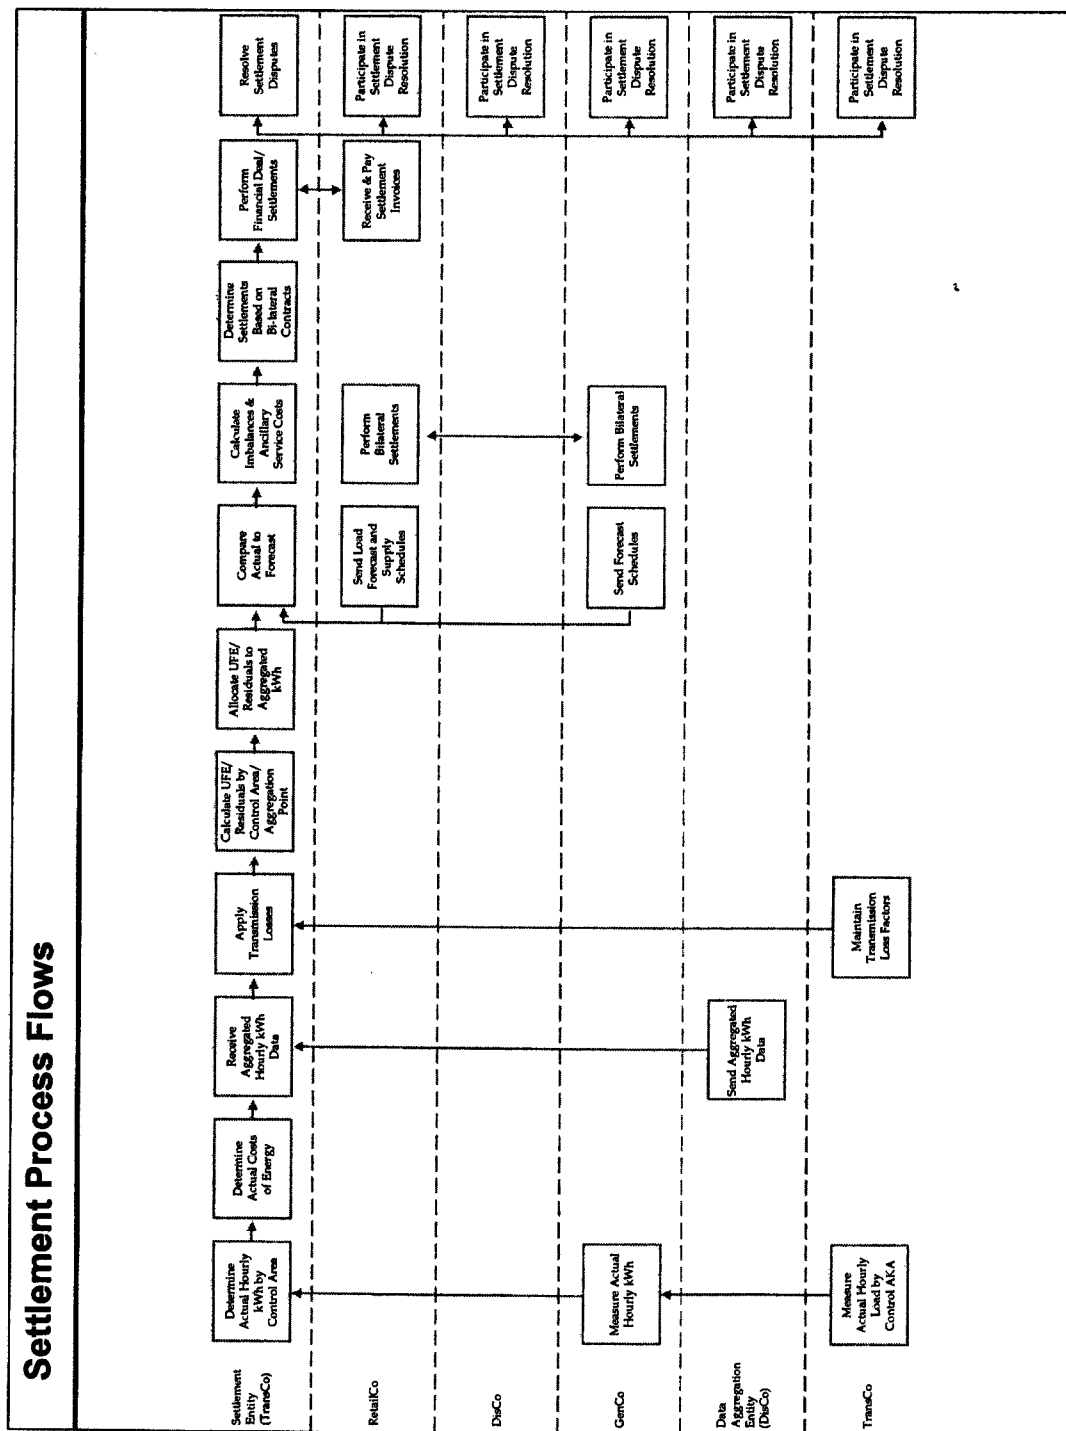 Settlement Process Flows
Settlement
Entity
(TransCo)
Determine
Actual Hourly
kWh by
Control Area
Determine
Actual Costs
of Energy
Receive
Aggregated
Hourly kWh
Data
Apply
Transmission
Losses
Calculate UFE/
Residuals by
Control Area/
Aggregation
Point
Allocate UFE/
Residuals to
Aggregated
kWh
Compare
Actual to
Forecast
Calculate
Imbalances &
Ancillary
Service Costs
Determine
Settlements
Based on
Bi-lateral
Contracts
Perform
Financial Deal/
Settlements
Resolve
Settlement
Disputes
RetailCo
Send Load
Forecast and
Supply
Schedules
Perform
Bilateral
Settlements
Receive & Pay
Settlement
Invoices
Participate in
Settlement
Dispute
Resolution
DisCo
Participate in
Settlement
Dispute
Resolution
GenCo
Measure Actual
Hourly kWh
Send Forecast
Schedules
Perform Bilateral
Settlements
Participate in
Settlement
Dispute
Resolution
Data
Aggregation
Entity
(DisCo)
Send Aggregated
Hourly kWh
Data
Participate in
Settlement
Dispute
Resolution
TransCo
Measure
Actual Hourly
Load by
Control AKA
Maintain
Transmission
Loss Factors
Participate in
Settlement
Dispute
Resolution